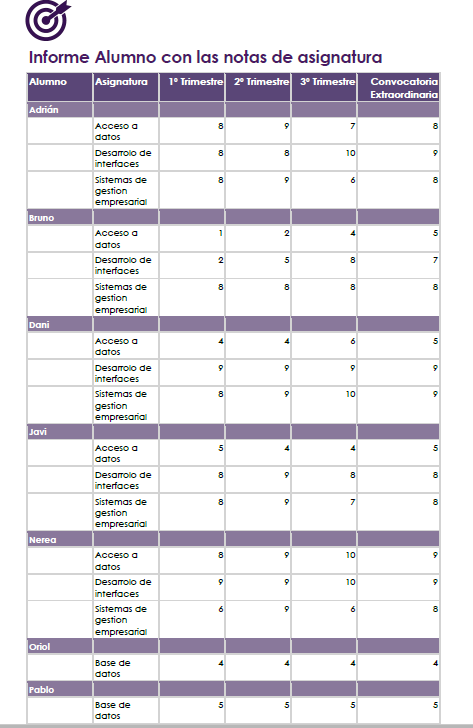 Informe Alumno con las notas de asignatura
Alumno Asignatura 1º Trimestre 2º Trimestre 3º Trimestre Convocatoria
Extraordinaria
Adrián
Acceso a 8 9 7 8
datos
Desarrolo de 8 8 10 9
interfaces
Sistemas de 8 9 6 8
gestion
empresarial
Bruno
Acceso a 1 2 4 5
datos
Desarrolo de 2 5 8 7
interfaces
Sistemas de 8 8 8 8
gestion
empresarial
Dani
Acceso a 4 4 6 5
datos
Desarrolo de 9 9 9 9
interfaces
Sistemas de 8 9 10 9
gestion
empresarial
Javi
Acceso a 5 4 4 5
datos
Desarrolo de 8 9 8 8
interfaces
Sistemas de 8 9 7 8
gestion
empresarial
Nerea
Acceso a 8 9 10 9
datos
Desarrolo de 9 9 10 9
interfaces
Sistemas de 6 9 6 8
gestion
empresarial
Oriol
Base de 4 4 4 4
datos
Pablo
Base de 5 5 5 5
datos